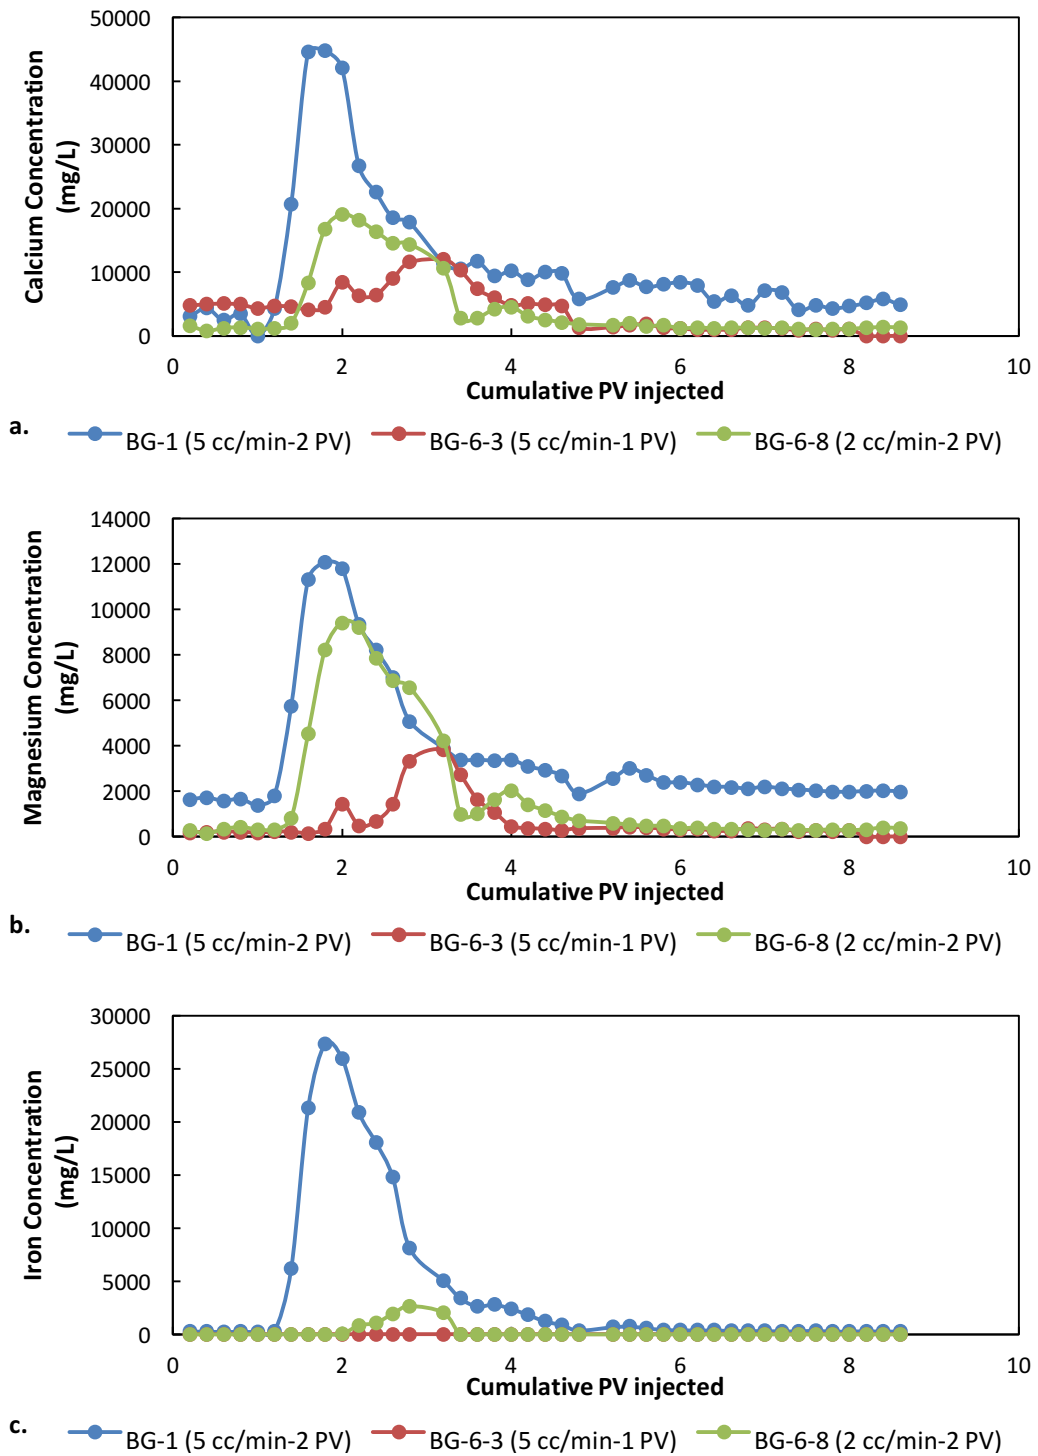 50000
40000
30000
20000
10000
0
Calcium Concentration
(mg/L)
0 2 4 6 8 10
Cumulative PV injected
a.
BG-1 (5 cc/min-2 PV) BG-6-3 (5 cc/min-1 PV) BG-6-8 (2 cc/min-2 PV)
14000
12000
10000
8000
6000
4000
2000
0
Magnesium Concentration
(mg/L)
0 2 4 6 8 10
Cumulative PV injected
b.
BG-1 (5 cc/min-2 PV) BG-6-3 (5 cc/min-1 PV) BG-6-8 (2 cc/min-2 PV)
30000
25000
20000
15000
10000
5000
0
Iron Concentration
(mg/L)
0 2 4 6 8 10
Cumulative PV injected
c.
BG-1 (5 cc/min-2 PV) BG-6-3 (5 cc/min-1 PV) BG-6-8 (2 cc/min-2 PV)